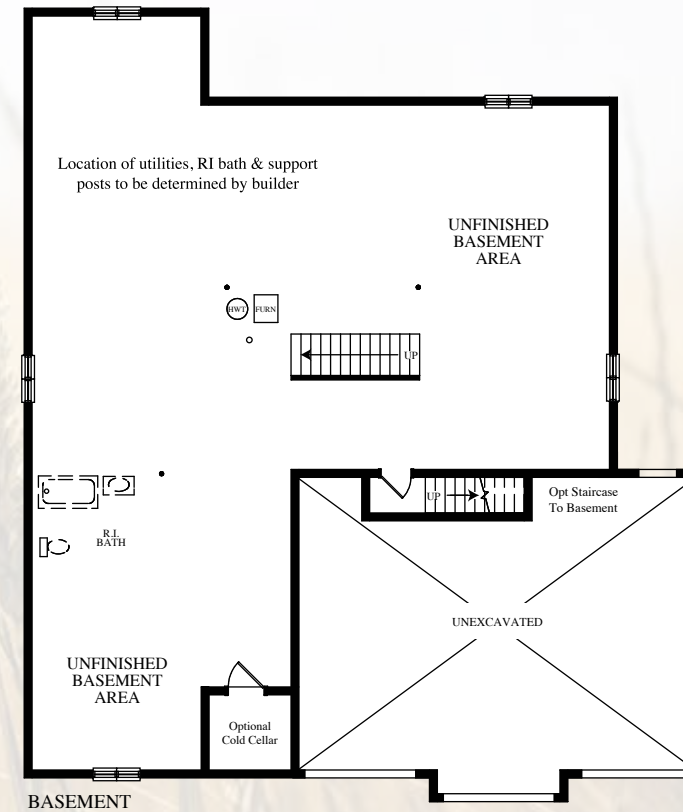 Location of utilities, RI bath & support
posts to be determined by builder
UNFINISHED
BASEMENT
AREA
HWT
FURN
UP
UP
Opt Staircase
To Basement
R.I.
BATH
UNEXCAVATED
UNFINISHED
BASEMENT
AREA
Optional
Cold Cellar
BASEMENT